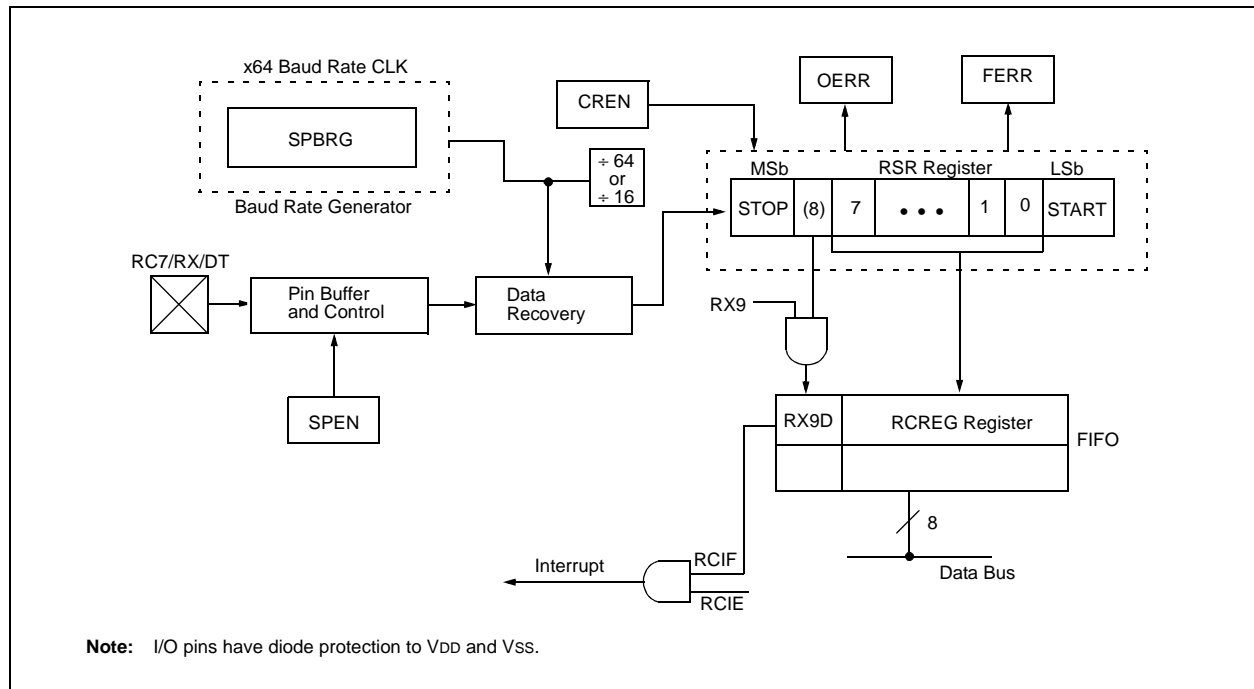 x64 Baud Rate CLK
SPBRG
Baud Rate Generator
CREN
OERR
FERR
÷ 64
or
÷ 16
MSb
RSR Register
LSb
STOP (8) 7 • • • 1 0 START
RC7/RX/DT
Pin Buffer
and Control
Data
Recovery
SPEN
RX9
RX9D
RCREG Register
FIFO
8
Data Bus
Interrupt
RCIF
RCIE
Note: I/O pins have diode protection to VDD and VSS.